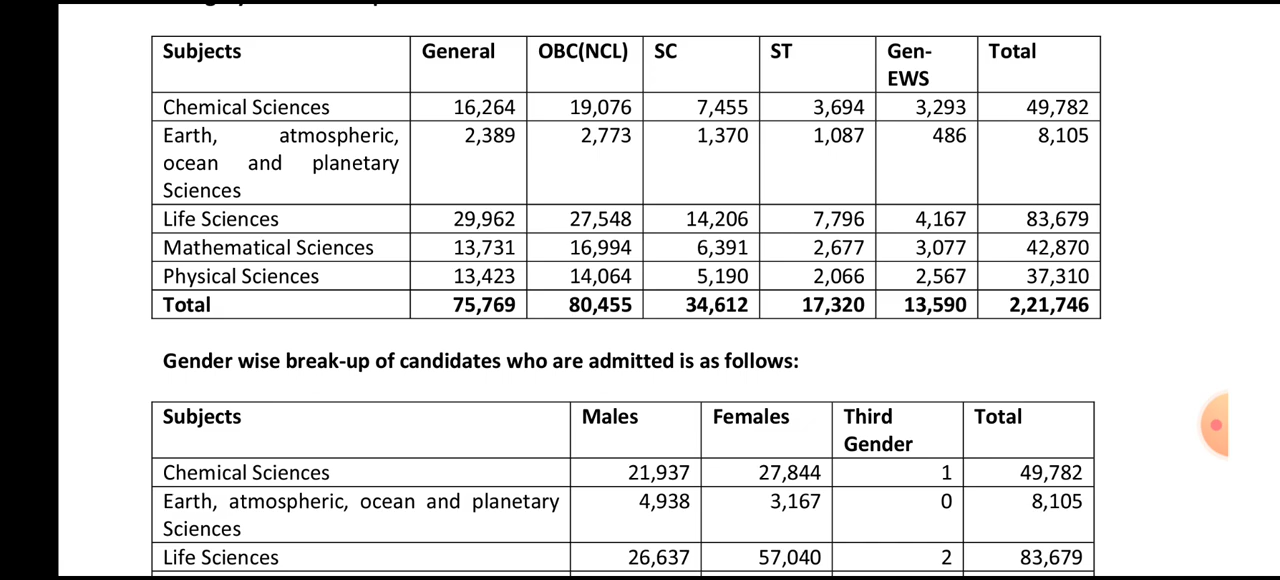 Subjects General OBC(NCL) SC ST Gen- Total
EWS
Chemical Sciences 16,264 19,076 7,455 3,694 3,293 49,782
Earth, atmospheric, 2,389 2,773 1,370 1,087 486 8,105
ocean and planetary
Sciences
Life Sciences 29,962 27,548 14,206 7,796 4,167 83,679
Mathematical Sciences 13,731 16,994 6,391 2,677 3,077 42,870
Physical Sciences 13,423 14,064 5,190 2,066 2,567 37,310
Total 75,769 80,455 34,612 17,320 13,590 2,21,746
Gender wise break-up of candidates who are admitted is as follows:
Subjects Males Females Third Total
Gender
Chemical Sciences 21,937 27,844 1 49,782
Earth, atmospheric, ocean and planetary 4,938 3,167 0 8,105
Sciences
Life Sciences 26,637 57,040 2 83,679